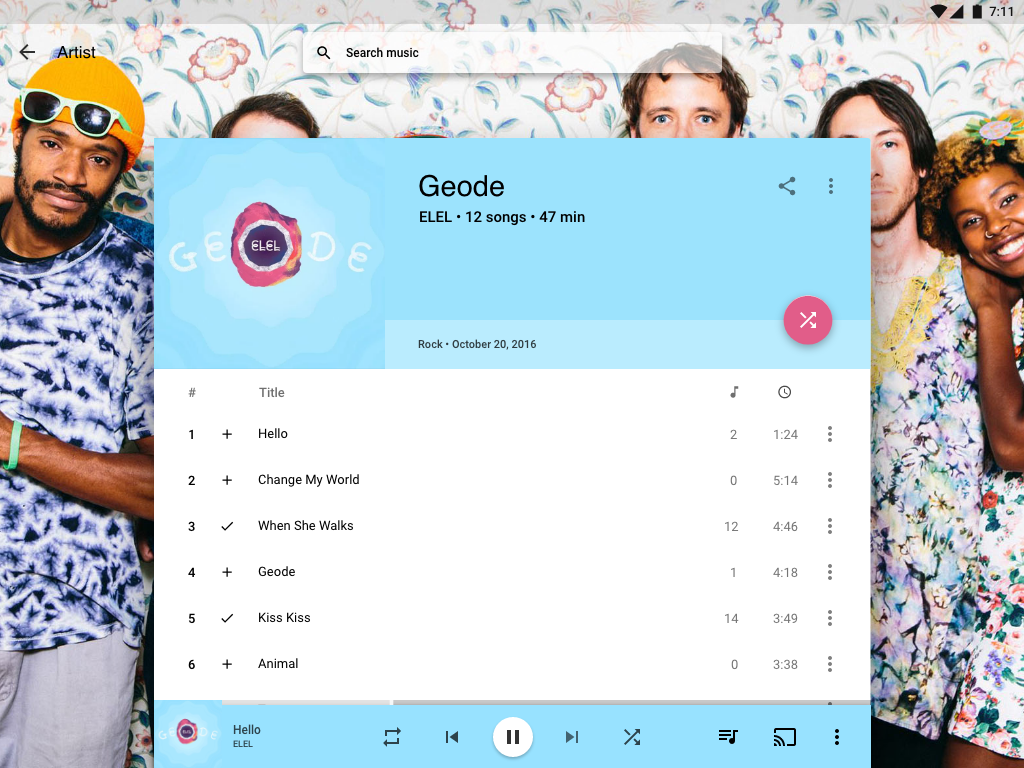 7:11
Artist
Search music
GEODE
ELEL
Geode
ELEL • 12 songs • 47 min
Rock • October 20, 2016
# Title
1 Hello 2 1:24
2 Change My World 0 5:14
3 When She Walks 12 4:46
4 Geode 1 4:18
5 Kiss Kiss 14 3:49
6 Animal 0 3:38
Hello
ELEL